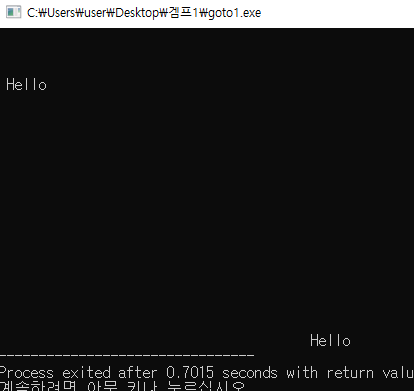 C:₩Users₩user₩Desktop₩겜프1₩goto1.exe
Hello
Hello
--------------------------------
Process exited after 0.7015 seconds with return valu
계속하려면 아무 키나 누르십시오